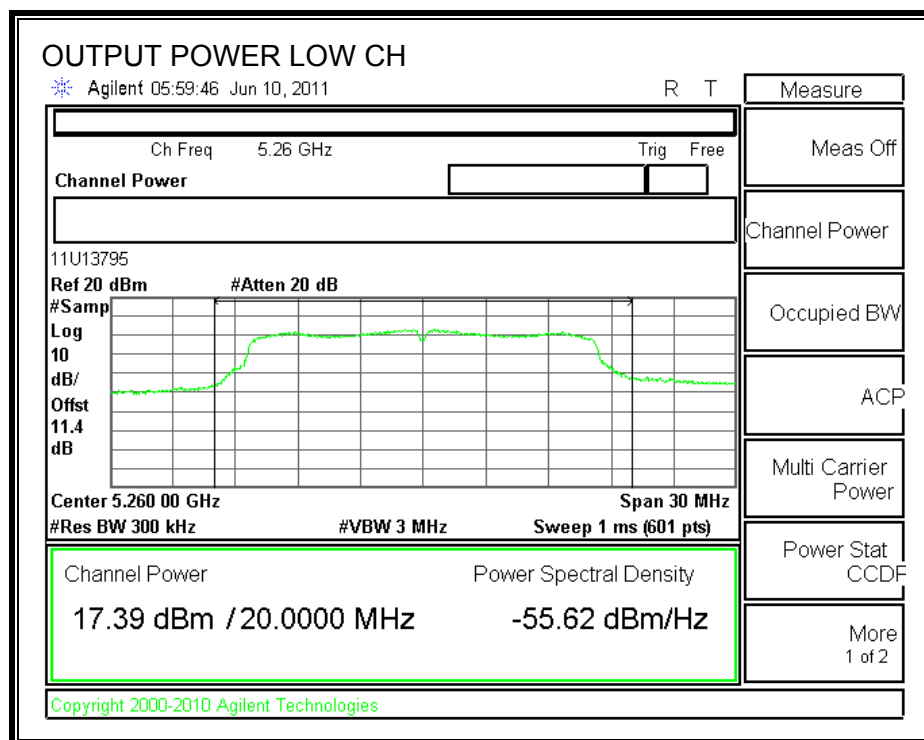 OUTPUT POWER LOW CH
Agilent 05:59:46 Jun 10, 2011 R T
Measure
Ch Freq 5.26 GHz Trig Free
Meas Off
Channel Power
Channel Power
11U13795
Ref 20 dBm #Atten 20 dB
#Samp
Log
10
dB/
Offst
11.4
dB
Occupied BW
ACP
Multi Carrier
Power
Center 5.260 00 GHz Span 30 MHz
#Res BW 300 kHz #VBW 3 MHz Sweep 1 ms (601 pts)
Power Stat
CCDF
Channel Power Power Spectral Density
17.39 dBm / 20.0000 MHz -55.62 dBm/Hz
More
1 of 2
Copyright 2000-2010 Agilent Technologies